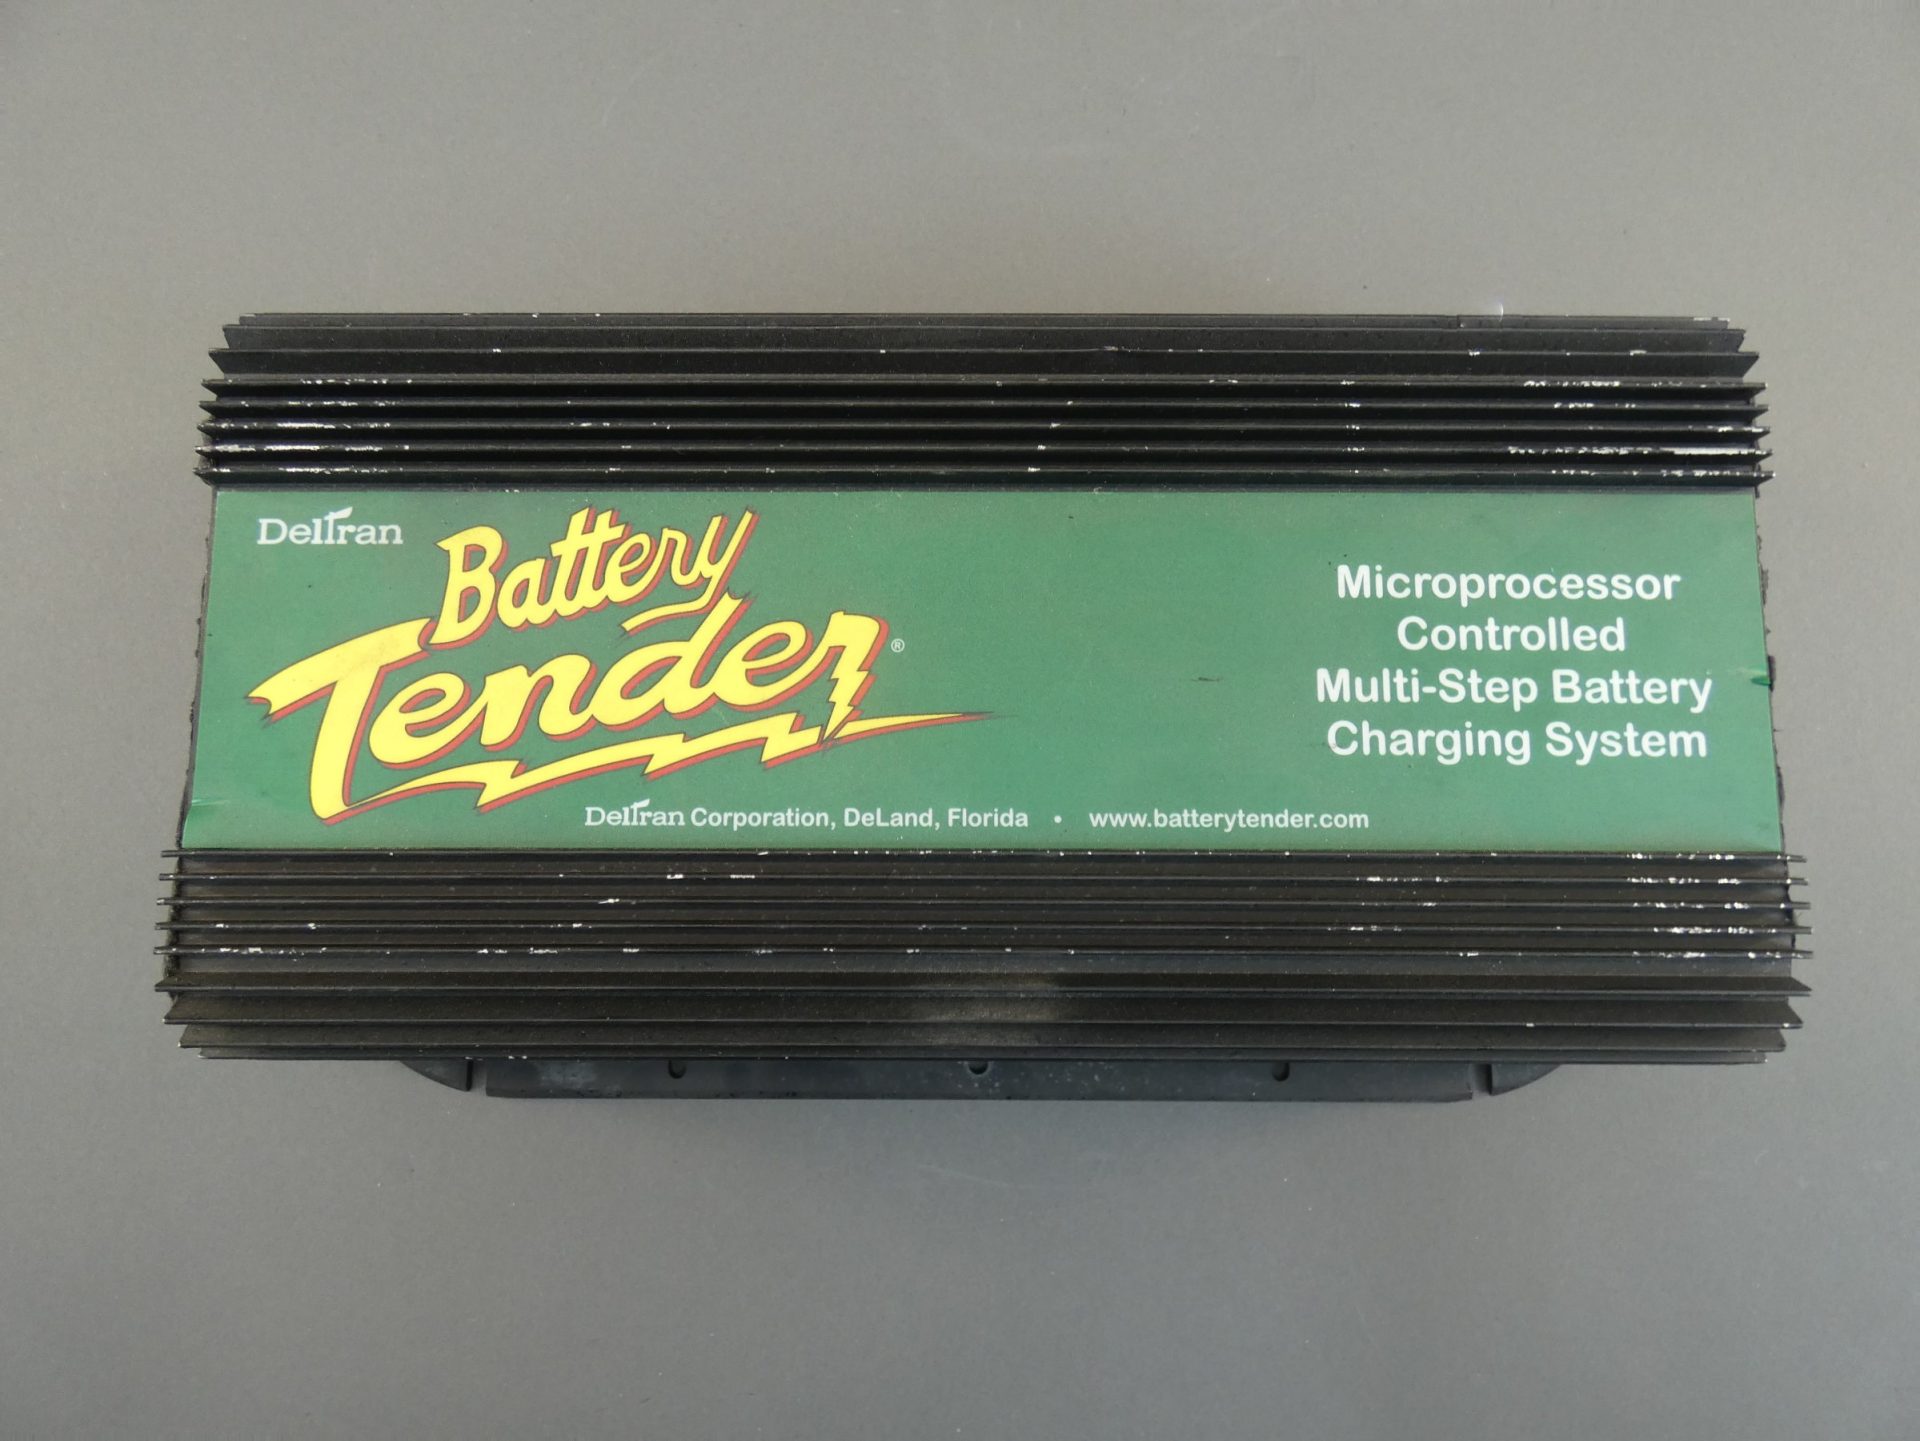 DelTran
Battery
Tender®
Microprocessor
Controlled
Multi-Step Battery
Charging System
DelTran Corporation, DeLand, Florida • www.batterytender.com